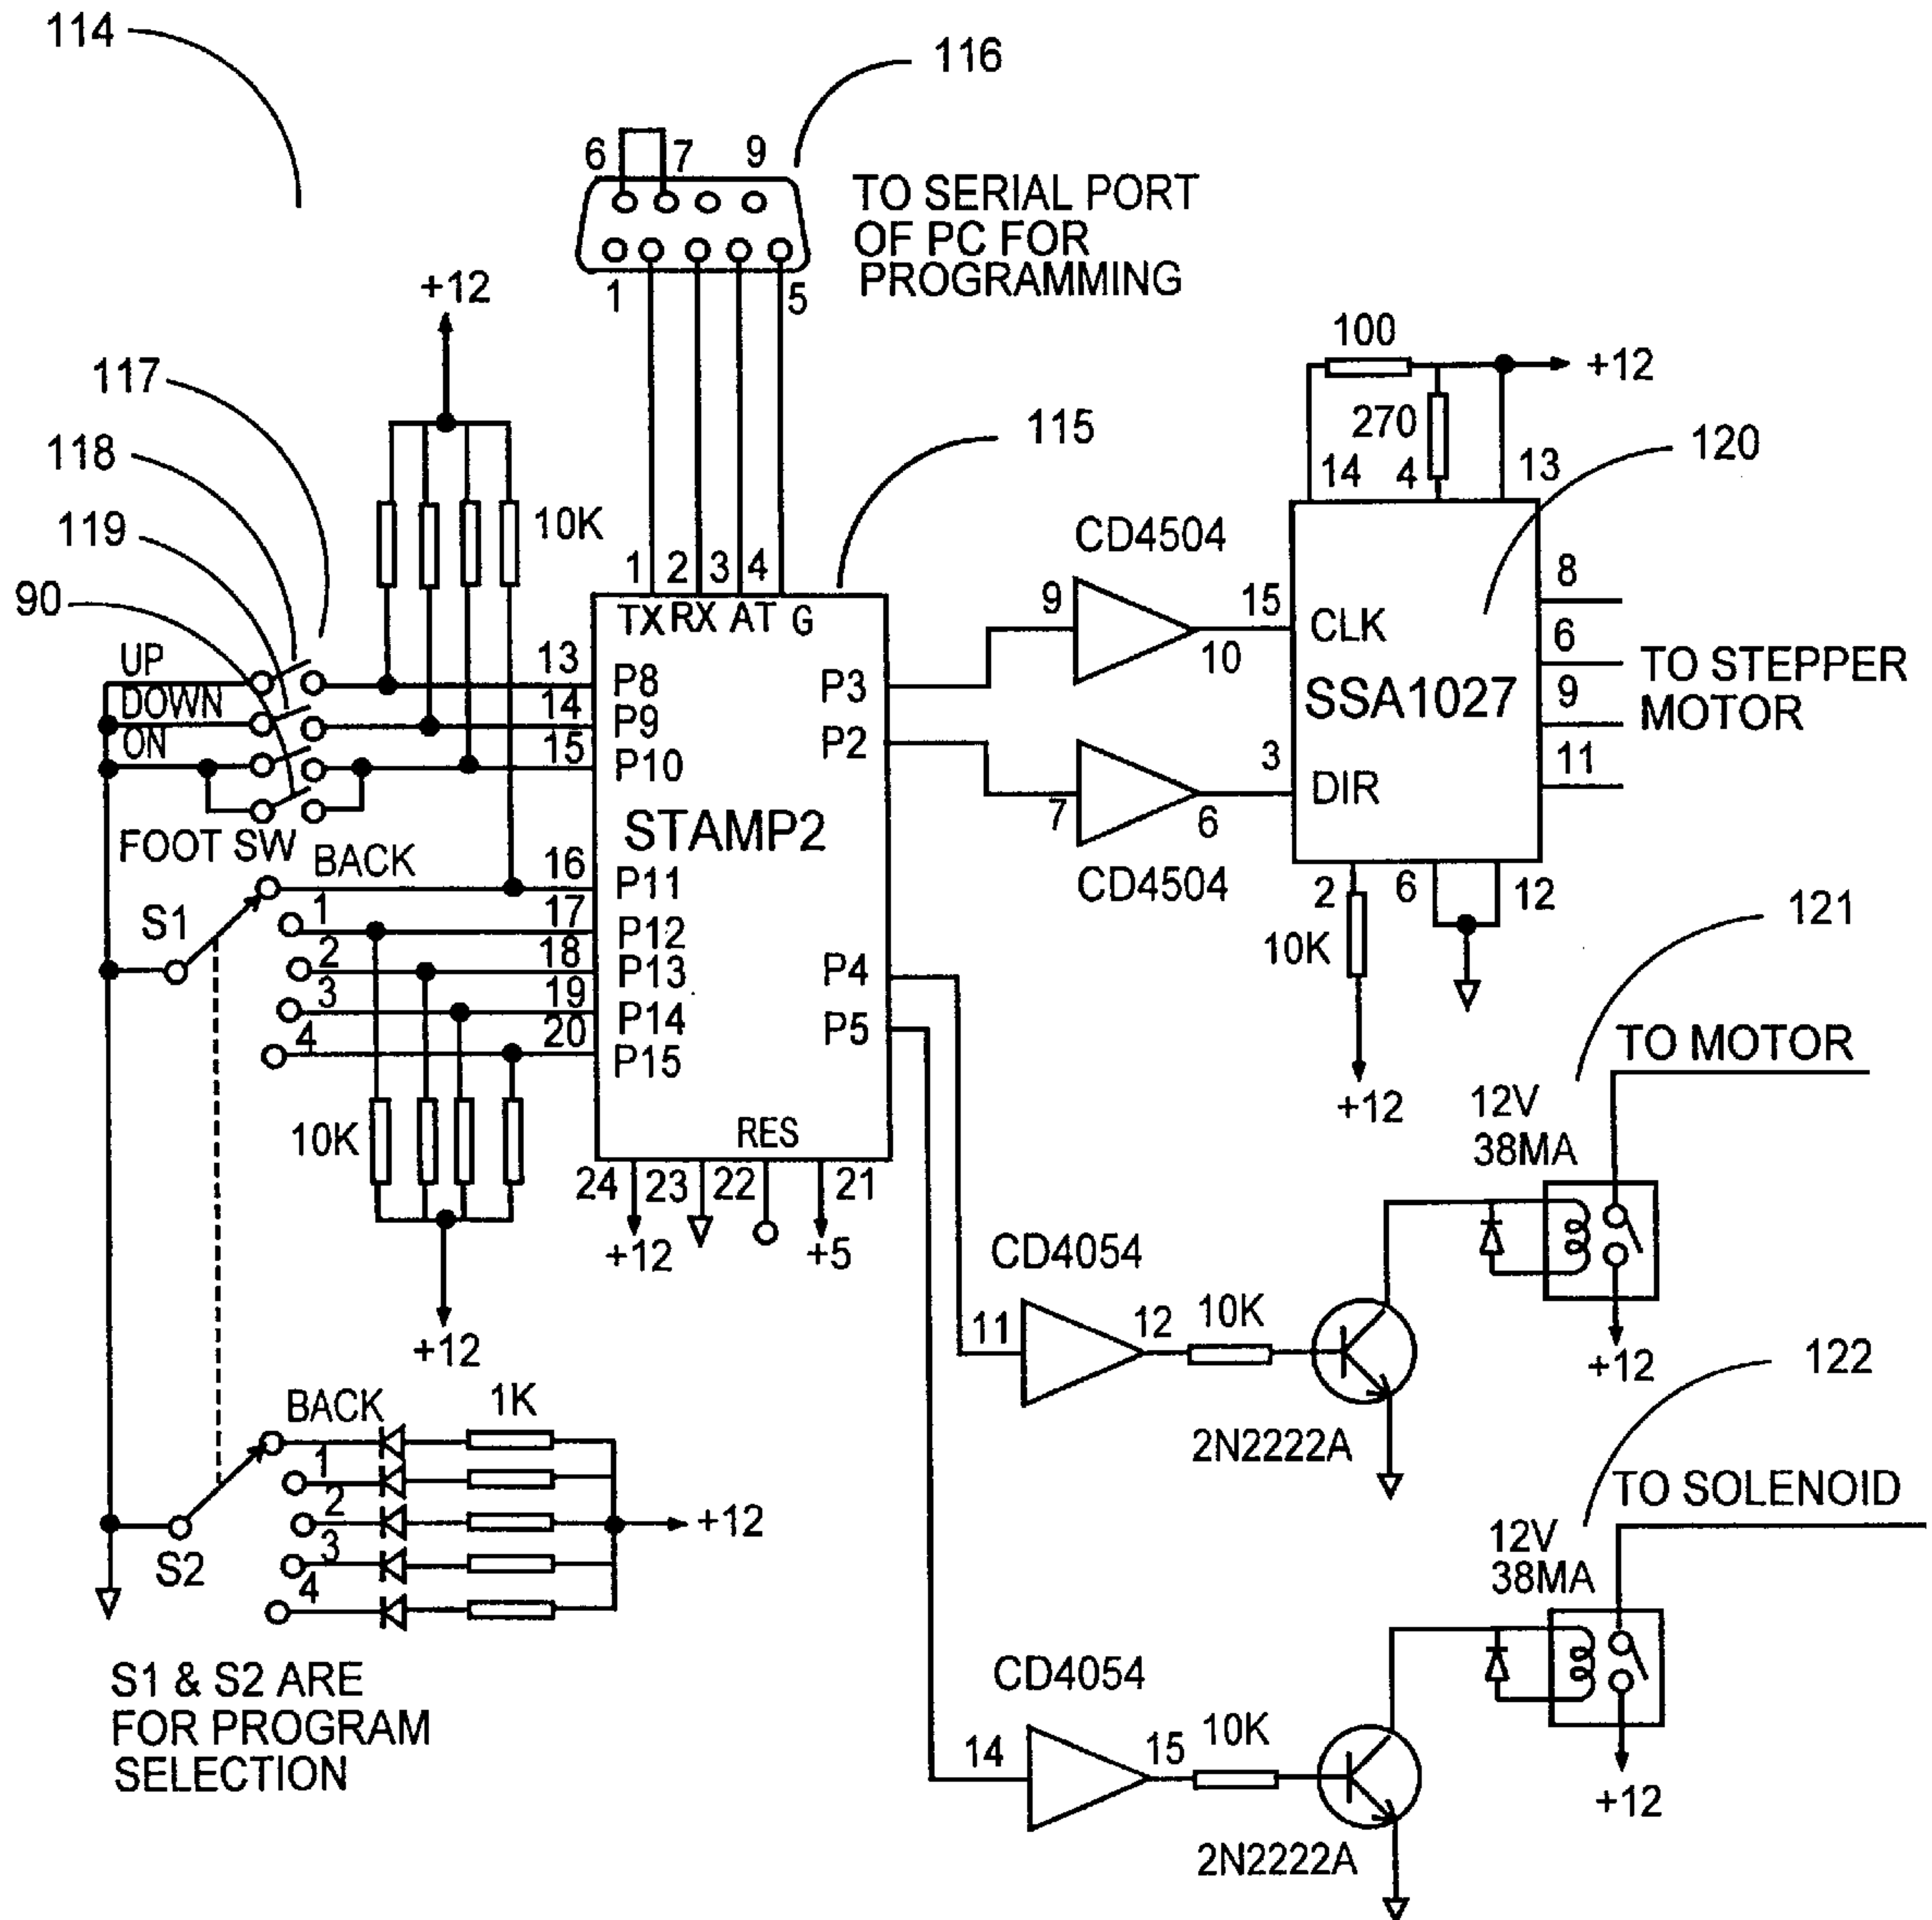 114
116
6 7 9
TO SERIAL PORT
OF PC FOR
PROGRAMMING
1 5
+12
117
118
119
90
10K
115
1 2 3 4
TX RX AT G
100
+12
270
14 4 13
120
CD4504
9 10
15 CLK
SSA1027
3 DIR
7 6
CD4504
8
6
9
11
TO STEPPER
MOTOR
2 6 12
10K
+12
UP
DOWN
ON
FOOT SW
13 P8
14 P9
15 P10
STAMP2
P3
P2
BACK
S1
1
2
3
4
16 P11
17 P12
18 P13
19 P14
20 P15
P4
P5
10K
+12
RES
24 23 22 21
+12 +5
121
TO MOTOR
12V
38MA
+12
CD4054
11 12 10K
2N2222A
122
TO SOLENOID
12V
38MA
+12
CD4054
14 15 10K
2N2222A
BACK 1K
1
2
3
4
+12
S2
S1 & S2 ARE
FOR PROGRAM
SELECTION